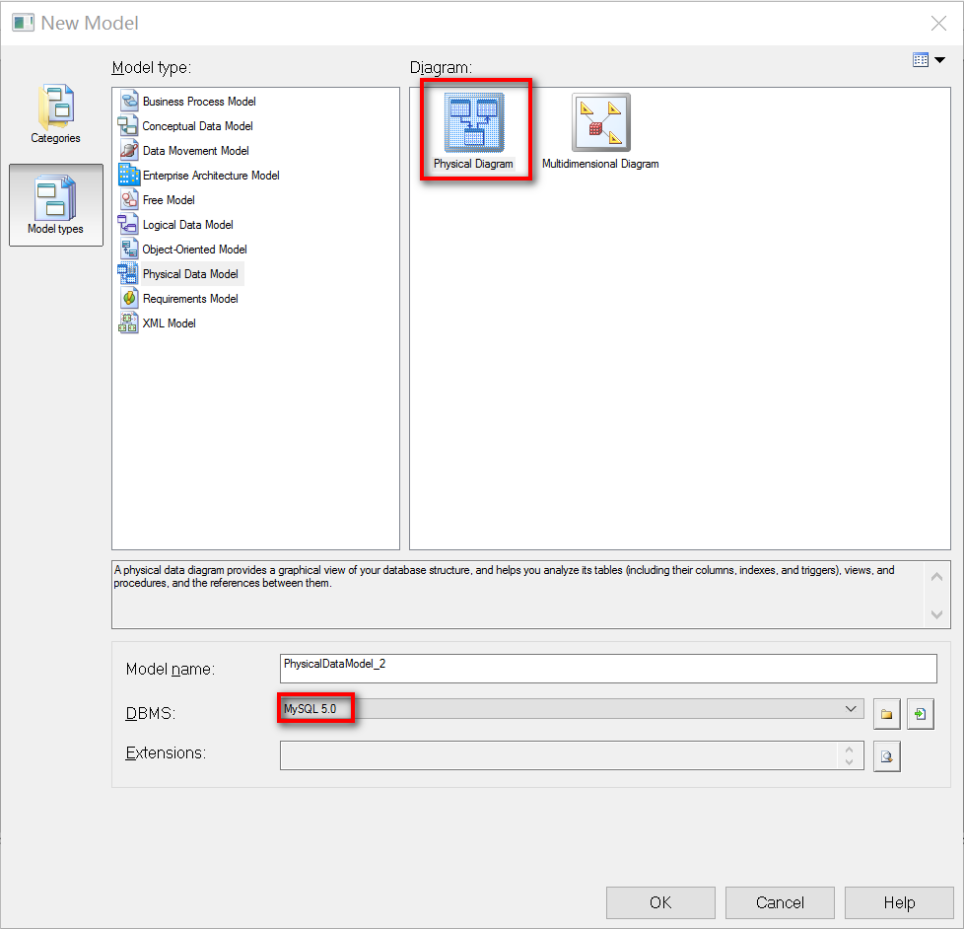 New Model
Model type:
Diagram:
Categories
Model types
Business Process Model
Conceptual Data Model
Data Movement Model
Enterprise Architecture Model
Free Model
Logical Data Model
Object-Oriented Model
Physical Data Model
Requirements Model
XML Model
Physical Diagram
Multidimensional Diagram
A physical data diagram provides a graphical view of your database structure, and helps you analyze its tables (including their columns, indexes, and triggers), views, and
procedures, and the references between them.
Model name:
PhysicalDataModel_2
DBMS:
MySQL 5.0
Extensions:
OK
Cancel
Help